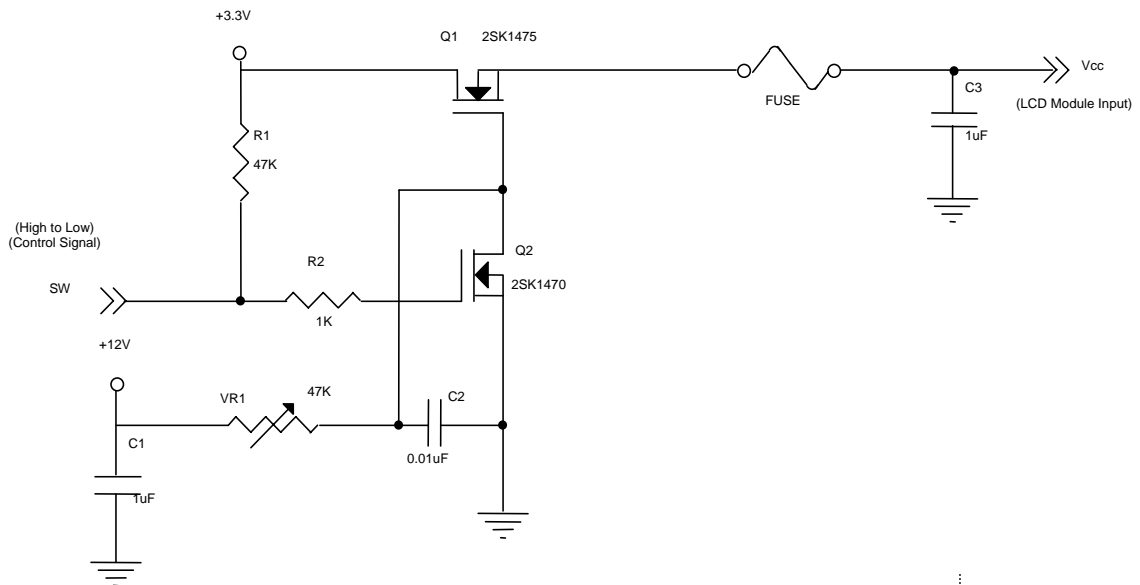 +3.3V
Q1 2SK1475
Vcc
FUSE
C3
(LCD Module Input)
1uF
R1
47K
(High to Low)
(Control Signal)
Q2
R2
2SK1470
SW
1K
+12V
VR1
47K
C2
C1
0.01uF
1uF